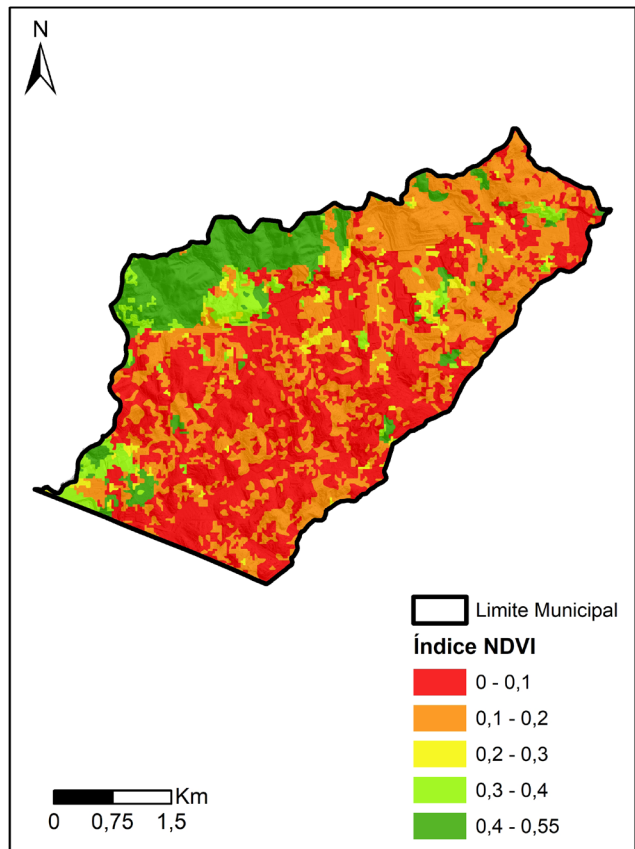 N
Limite Municipal
Índice NDVI
0 - 0,1
0,1 - 0,2
0,2 - 0,3
0,3 - 0,4
0,4 - 0,55
Km
0 0,75 1,5